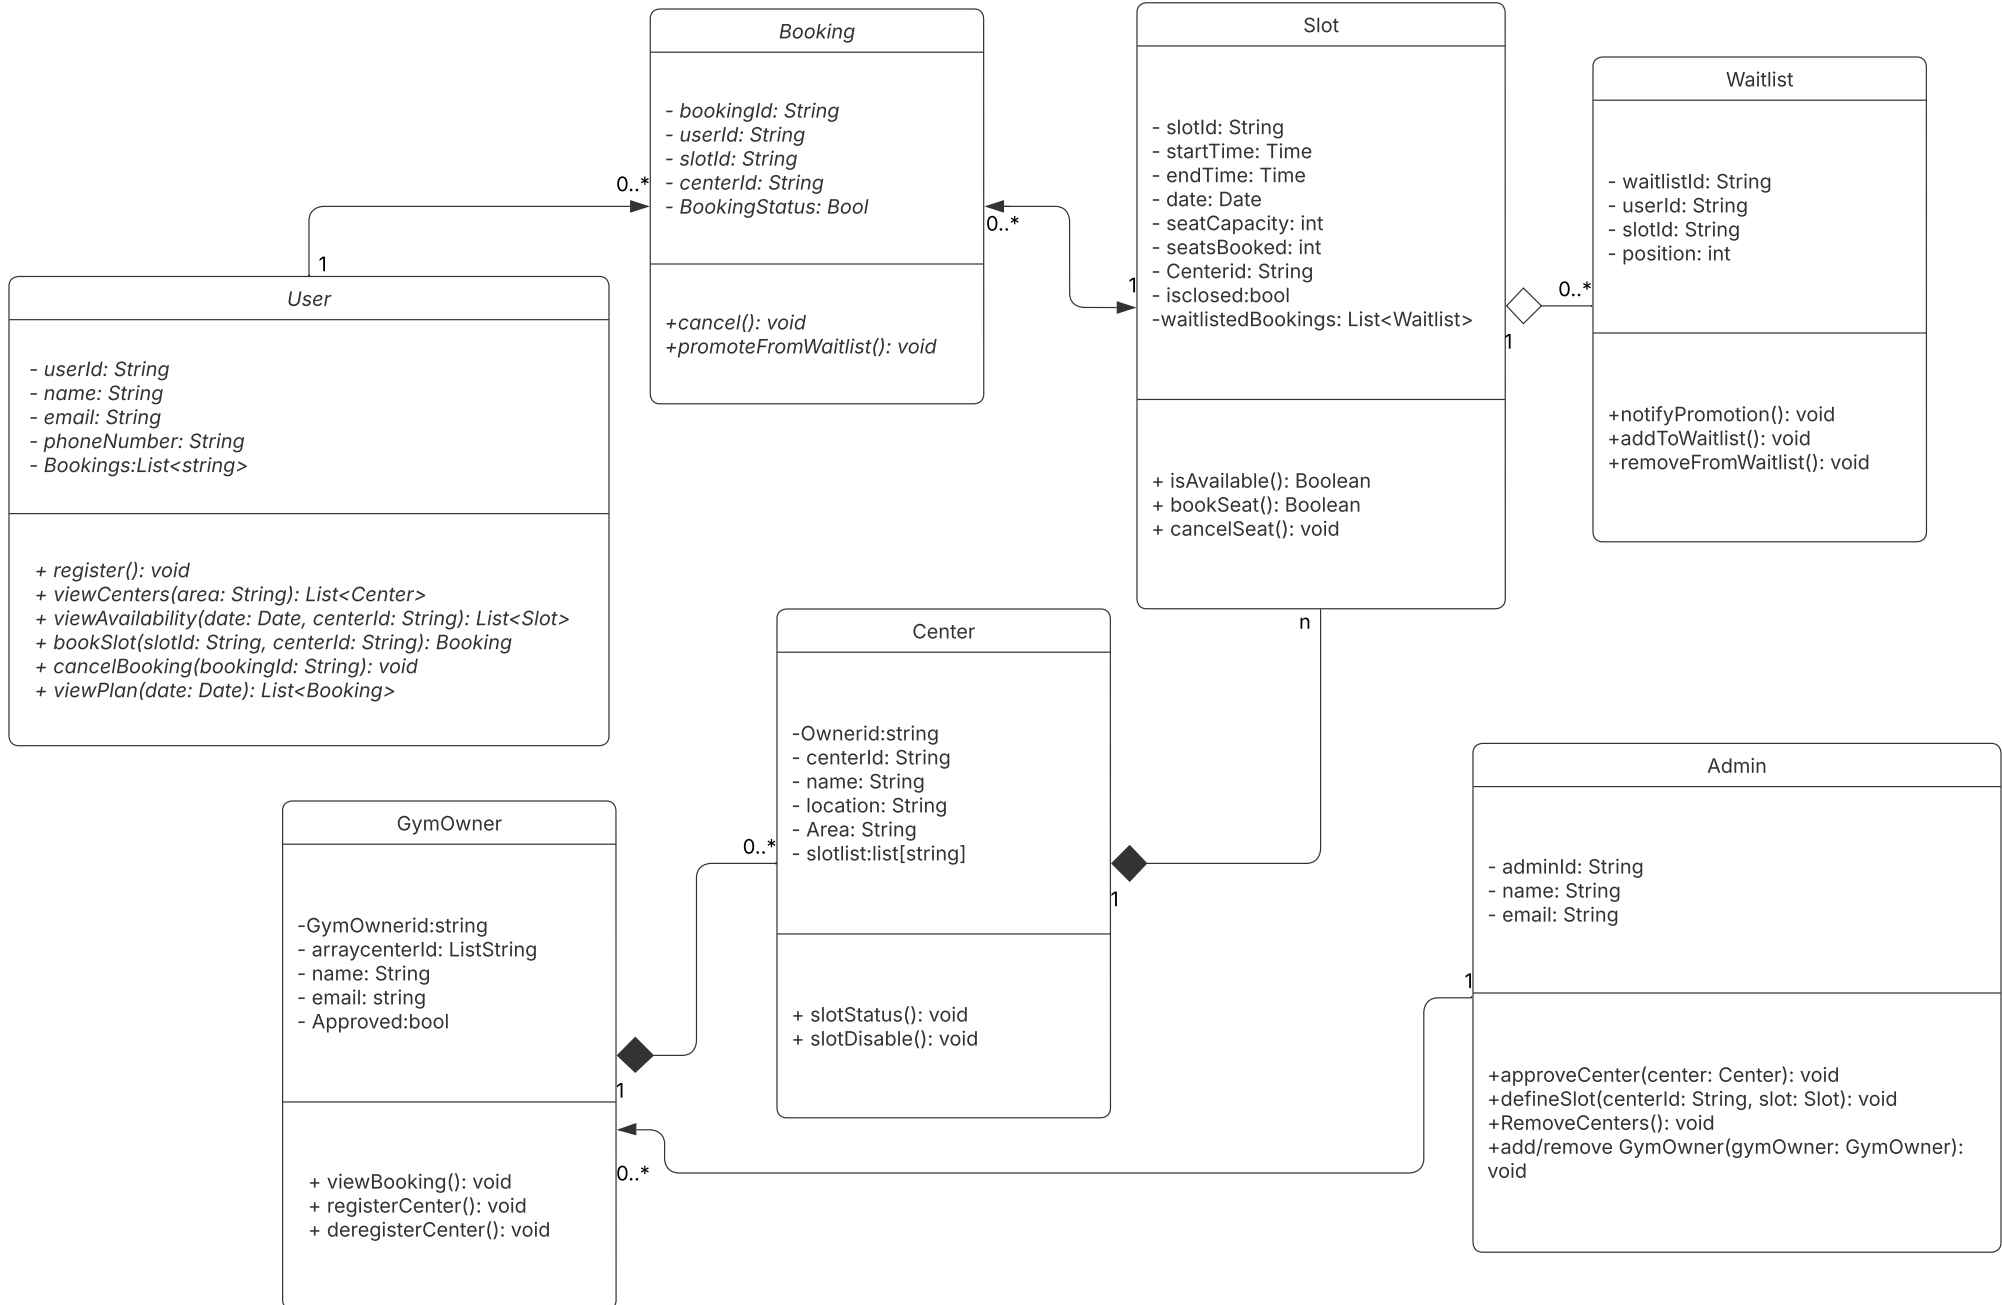 Booking
- bookingId: String
- userId: String
- slotId: String
- centerId: String
- BookingStatus: Bool
+cancel(): void
+promoteFromWaitlist(): void
0..*
0..*
Slot
- slotId: String
- startTime: Time
- endTime: Time
- date: Date
- seatCapacity: int
- seatsBooked: int
- Centerid: String
- isclosed:bool
-waitlistedBookings: List<Waitlist>
+ isAvailable(): Boolean
+ bookSeat(): Boolean
+ cancelSeat(): void
1
1
n
Waitlist
- waitlistId: String
- userId: String
- slotId: String
- position: int
+notifyPromotion(): void
+addToWaitlist(): void
+removeFromWaitlist(): void
0..*
1
User
- userId: String
- name: String
- email: String
- phoneNumber: String
- Bookings:List<string>
+ register(): void
+ viewCenters(area: String): List<Center>
+ viewAvailability(date: Date, centerId: String): List<Slot>
+ bookSlot(slotId: String, centerId: String): Booking
+ cancelBooking(bookingId: String): void
+ viewPlan(date: Date): List<Booking>
Center
-Ownerid:string
- centerId: String
- name: String
- location: String
- Area: String
- slotlist:list[string]
+ slotStatus(): void
+ slotDisable(): void
0..*
1
GymOwner
-GymOwnerid:string
- arraycenterId: ListString
- name: String
- email: string
- Approved:bool
+ viewBooking(): void
+ registerCenter(): void
+ deregisterCenter(): void
1
0..*
Admin
- adminId: String
- name: String
- email: String
+approveCenter(center: Center): void
+defineSlot(centerId: String, slot: Slot): void
+RemoveCenters(): void
+add/remove GymOwner(gymOwner: GymOwner):
void
1